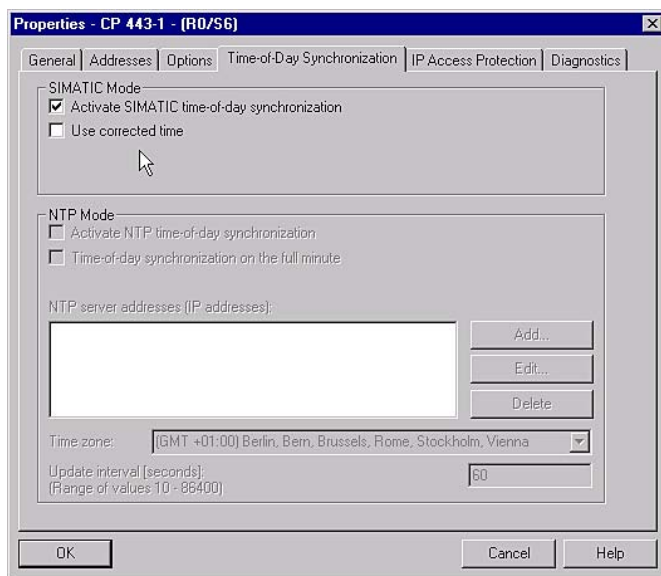 Properties - CP 443-1 - (R0/S6)
General Addresses Options Time-of-Day Synchronization IP Access Protection Diagnostics
SIMATIC Mode
Activate SIMATIC time-of-day synchronization
Use corrected time
NTP Mode
Activate NTP time-of-day synchronization
Time-of-day synchronization on the full minute
NTP server addresses (IP addresses):
Add...
Edit...
Delete
Time zone: (GMT +01:00) Berlin, Bern, Brussels, Rome, Stockholm, Vienna
Update interval [seconds]: 60
(Range of values 10 - 86400)
OK Cancel Help